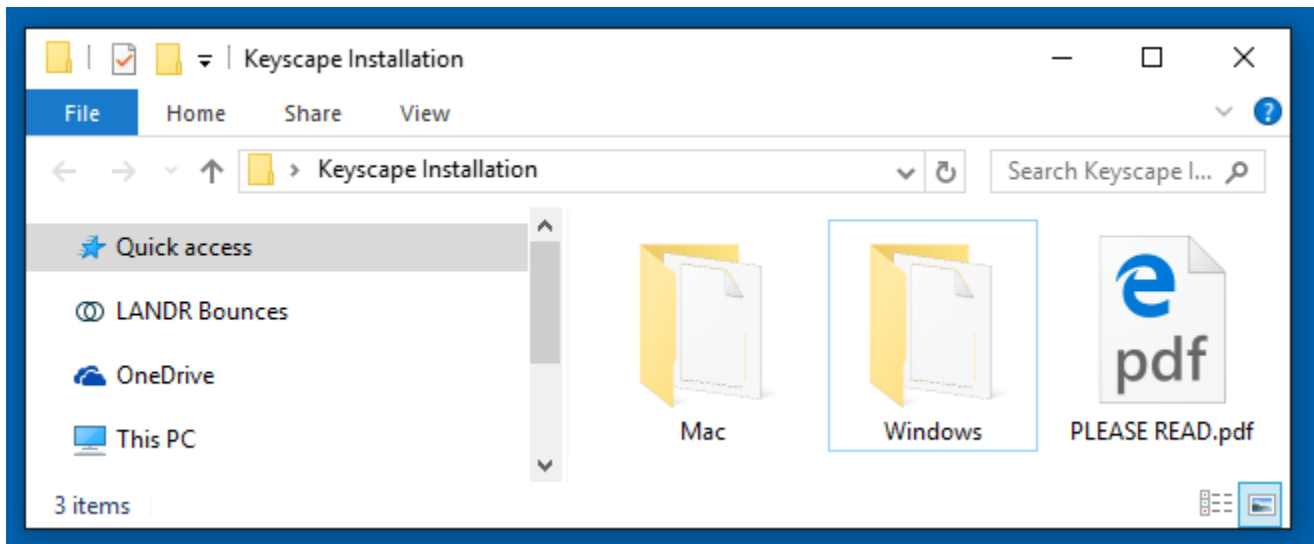 Keyscape Installation
File Home Share View
Keyscape Installation
Search Keyscape I...
Quick access
LANDR Bounces
OneDrive
This PC
Mac
Windows
pdf
PLEASE READ.pdf
3 items